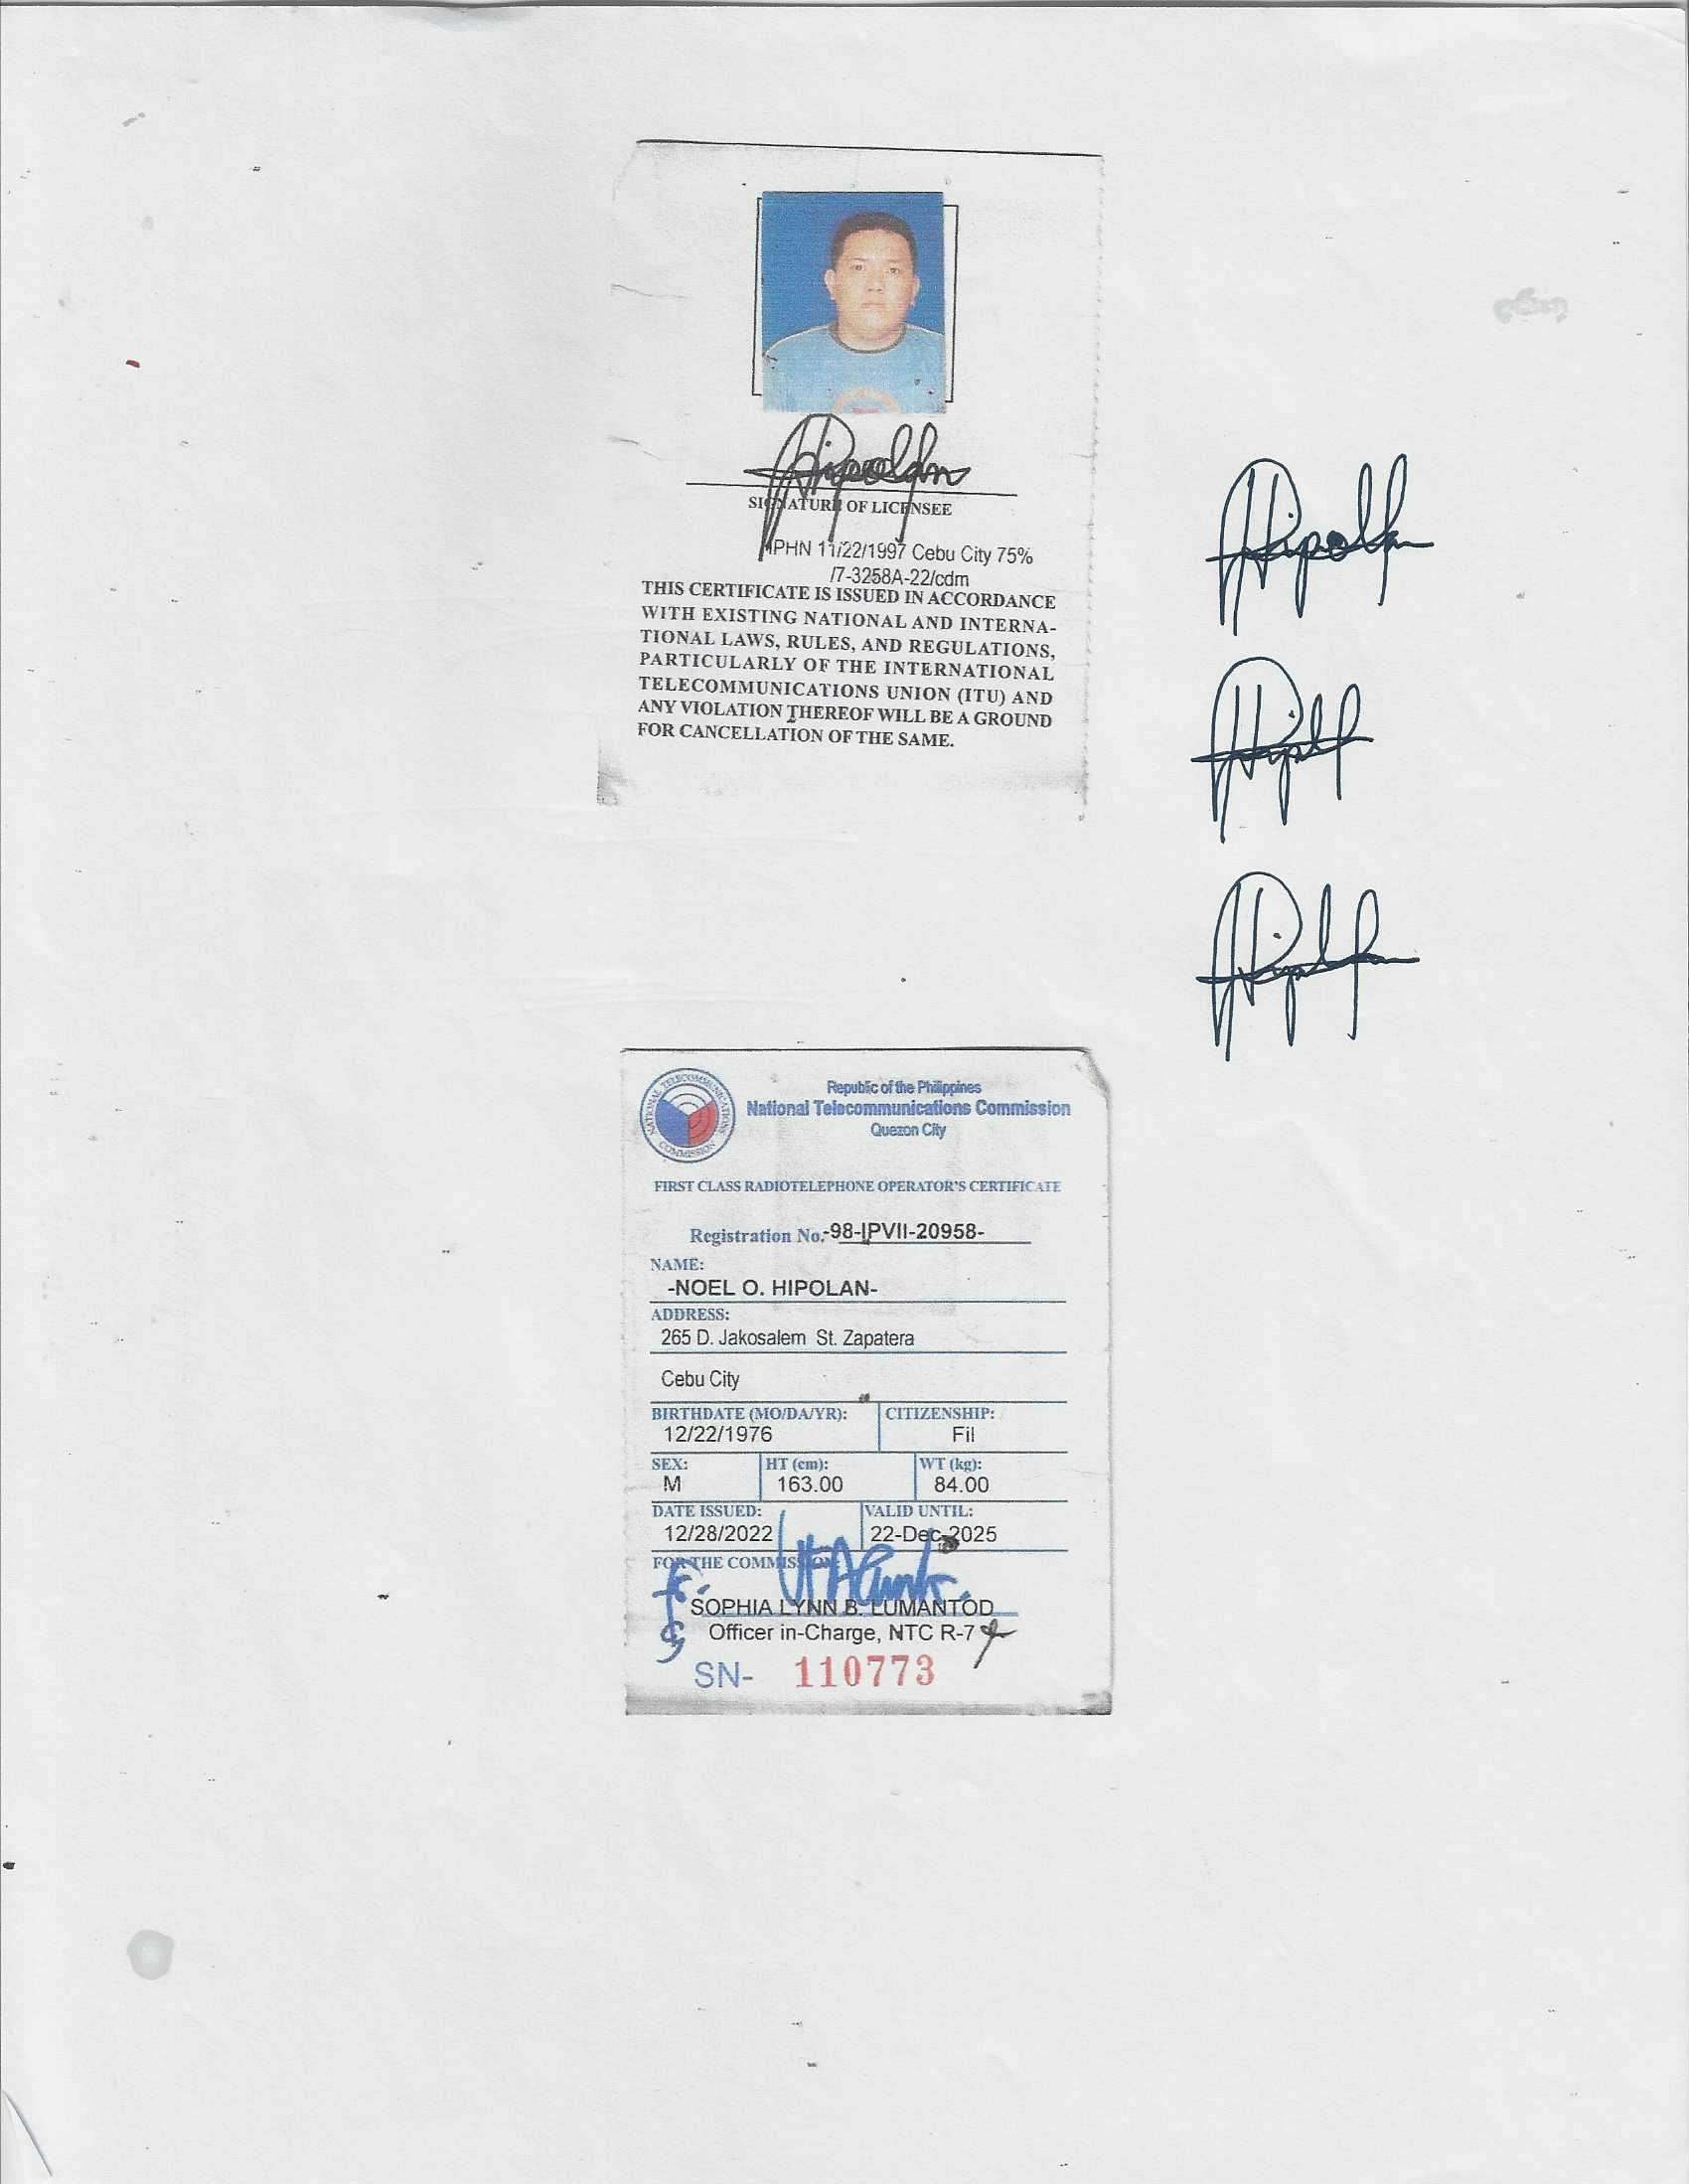 Hipolan
SIGNATURE OF LICENSEE
IPHN 11/22/1997 Cebu City 75%
/7-3258A-22/cdm
THIS CERTIFICATE IS ISSUED IN ACCORDANCE
WITH EXISTING NATIONAL AND INTERNA-
TIONAL LAWS, RULES, AND REGULATIONS,
PARTICULARLY OF THE INTERNATIONAL
TELECOMMUNICATIONS UNION (ITU) AND
ANY VIOLATION THEREOF WILL BE A GROUND
FOR CANCELLATION OF THE SAME.
Hipolan
NATIONAL TELECOMMUNICATIONS COMMISSION
Republic of the Philippines
National Telecommunications Commission
Quezon City
FIRST CLASS RADIOTELEPHONE OPERATOR'S CERTIFICATE
Registration No. -98-IPVII-20958-
NAME:
-NOEL O. HIPOLAN-
ADDRESS:
265 D. Jakosalem St. Zapatera
Cebu City
BIRTHDATE (MO/DA/YR): CITIZENSHIP:
12/22/1976 Fil
SEX: HT (cm): WT (kg):
M 163.00 84.00
DATE ISSUED: VALID UNTIL:
12/28/2022 22-Dec-2025
FOR THE COMMISSION:
SOPHIA LYNN B. LUMANTOD
Officer in-Charge, NTC R-7
SN- 110773